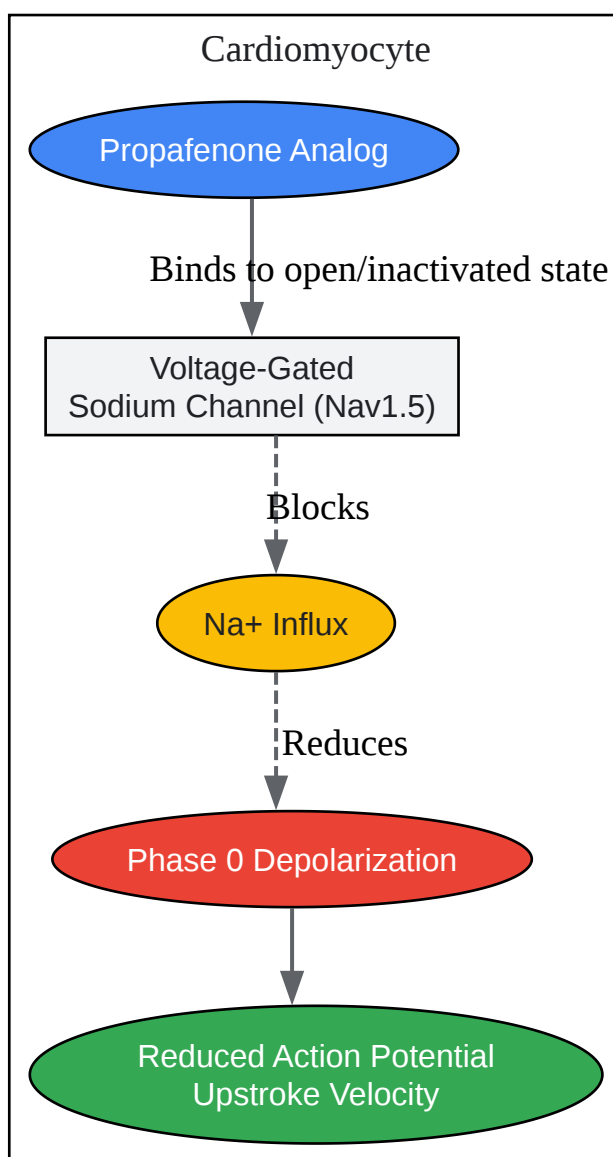 Cardiomyocyte
Propafenone Analog
Binds to open/inactivated state
Voltage-Gated
Sodium Channel (Nav1.5)
Blocks
Na+ Influx
Reduces
Phase 0 Depolarization
Reduced Action Potential
Upstroke Velocity